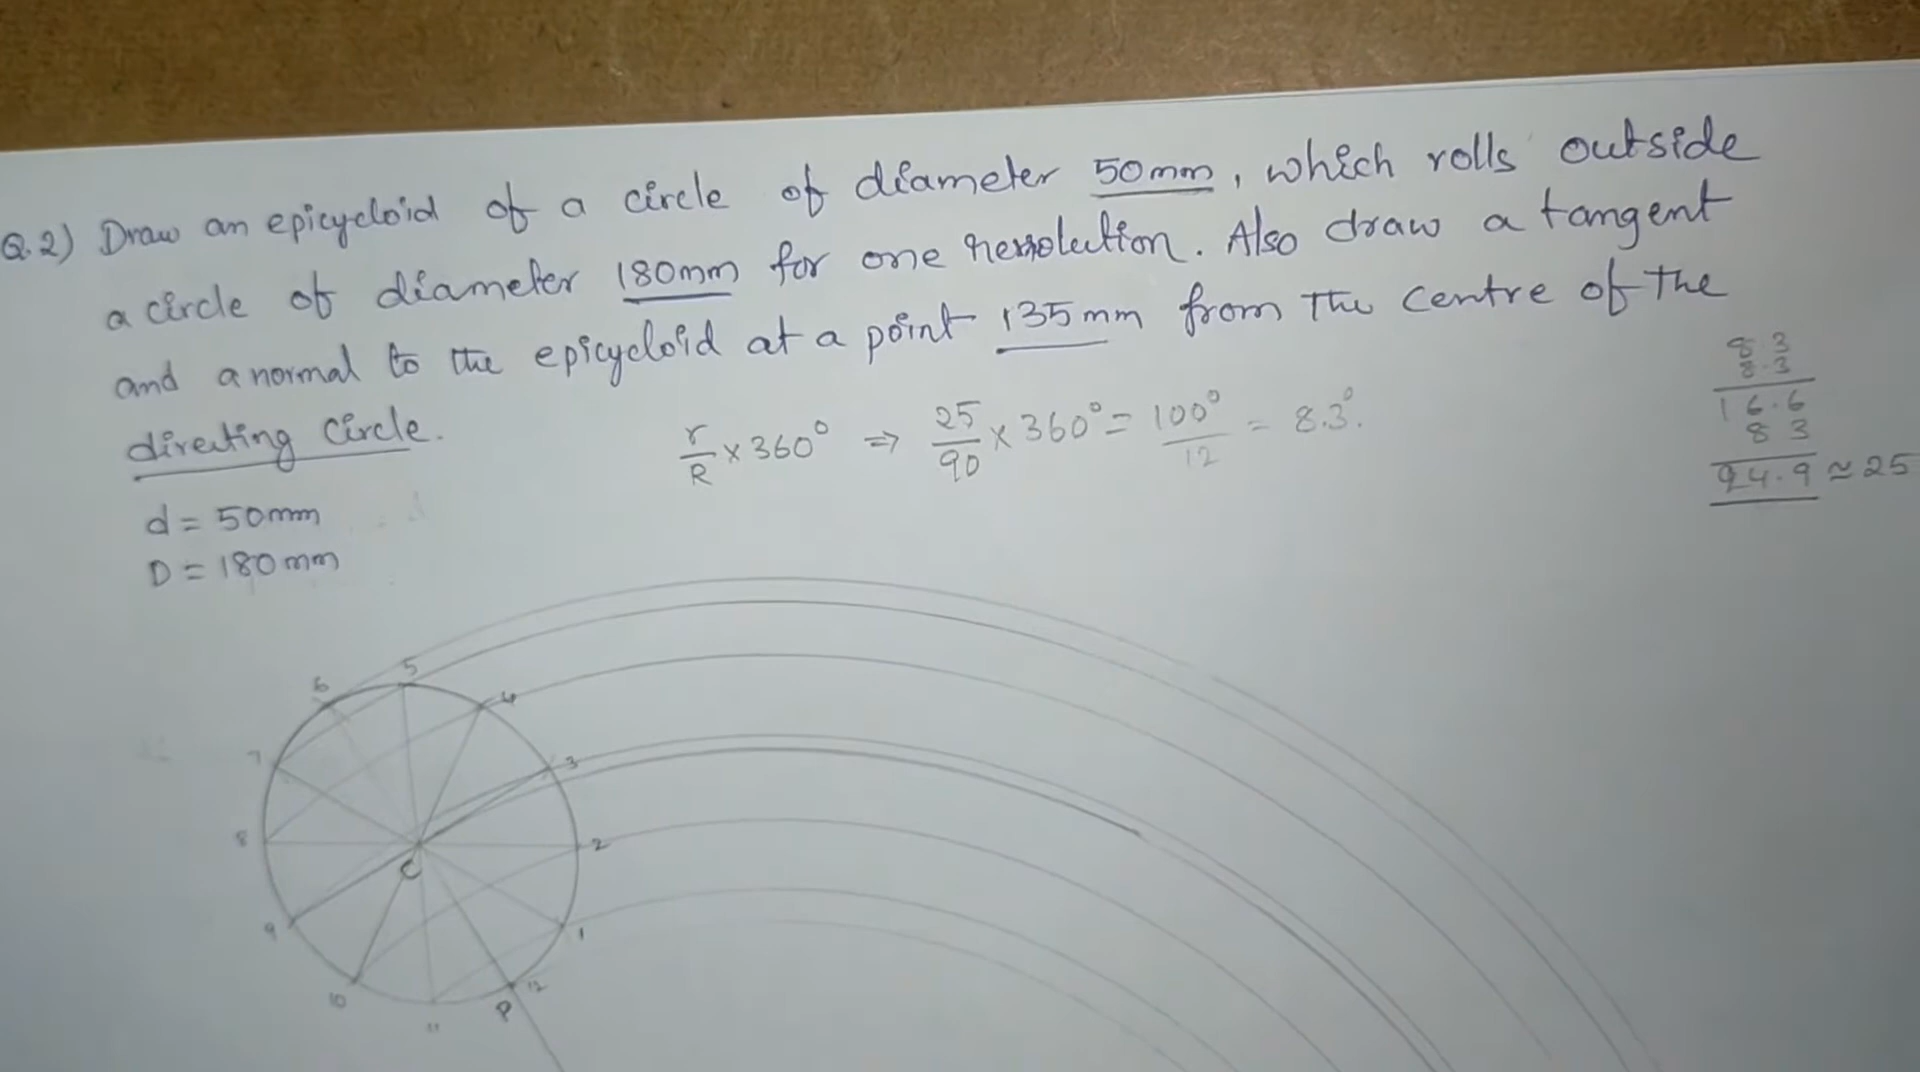 Q.2) Draw an epicycloid of a circle of diameter 50mm, which rolls outside
a circle of diameter 180mm for one revolution. Also draw a tangent
and a normal to the epicycloid at a point 135mm from the centre of the
directing circle.
r/R × 360° ⇒ 25/90 × 360° = 100°/12 = 8.3°.
8 3
8.3
16.6
8 3
24.9 ≈ 25
d = 50mm
D = 180mm
6 5 4
7 3
8 C 2
9 1
10 11 P 12